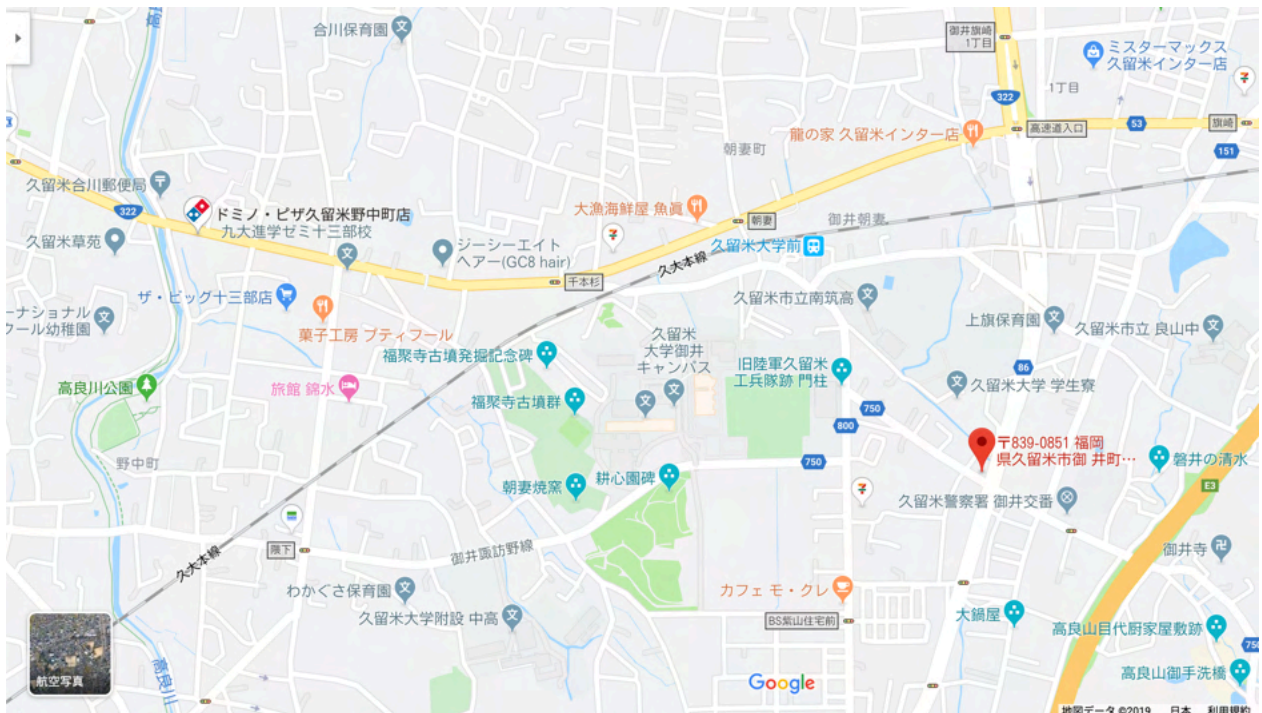 合川保育園
御井旗崎
1丁目
ミスターマックス
久留米インター店
322
1丁目
龍の家 久留米インター店
高速道入口
53
旗崎
朝妻町
151
久留米合川郵便局
322
ドミノ・ピザ久留米野中町店
九大進学ゼミ十三部校
大漁海鮮屋 魚眞
朝妻
御井朝妻
久留米草苑
ジーシーエイト
ヘアー(GC8 hair)
久留米大学前
久大本線
千本杉
ザ・ビッグ十三部店
久留米市立南筑高
ーナショナル
クール幼稚園
菓子工房 プティフール
上旗保育園
久留米市立 良山中
久留米
大学御井
キャンパス
福聚寺古墳発掘記念碑
旧陸軍久留米
工兵隊跡 門柱
86
高良川公園
旅館 錦水
久留米大学 学生寮
福聚寺古墳群
750
800
〒839-0851 福岡
県久留米市御 井町…
野中町
750
磐井の清水
朝妻焼窯
耕心園碑
E3
久留米警察署 御井交番
隈下
御井諏訪野線
御井寺
久大本線
わかぐさ保育園
カフェ モ・クレ
久留米大学附設 中高
BS紫山住宅前
大鍋屋
高良山目代厨家屋敷跡
750
高良川
航空写真
高良山御手洗橋
Google
地図データ ©2019 日本 利用規約